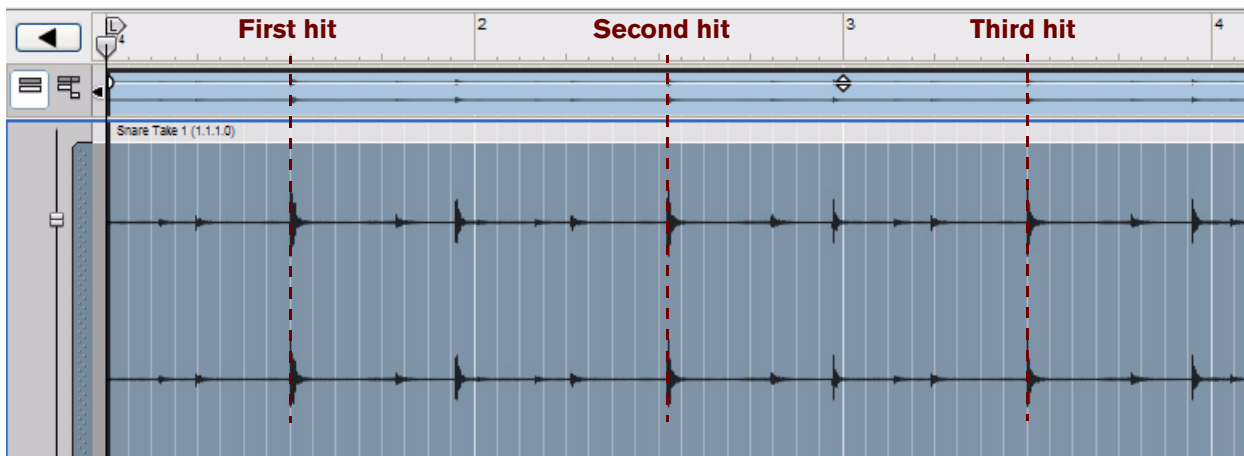 L
4
First hit
2
Second hit
3
Third hit
4
Snare Take 1 (1.1.1.0)